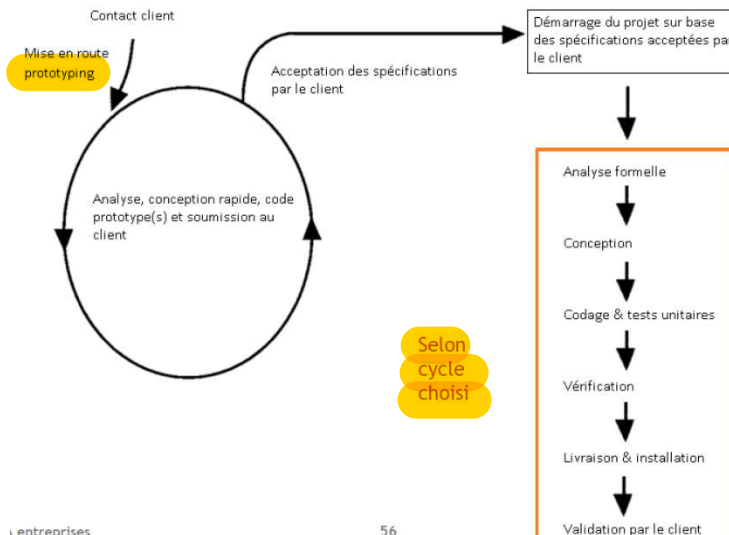 Contact client
Mise en route
prototyping
Acceptation des spécifications
par le client
Démarrage du projet sur base
des spécifications acceptées par
le client
Analyse, conception rapide, code
prototype(s) et soumission au
client
Selon
cycle
choisi
Analyse formelle
Conception
Codage & tests unitaires
Vérification
Livraison & installation
Validation par le client
entreprises
56